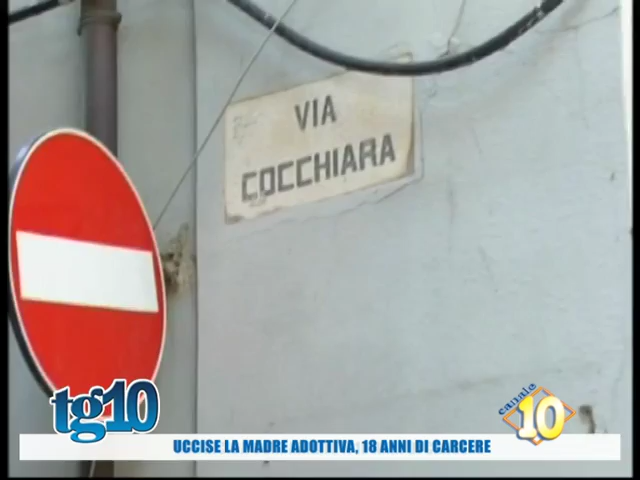 VIA
COCCHIARA
tg10
canale
10
UCCISE LA MADRE ADOTTIVA, 18 ANNI DI CARCERE